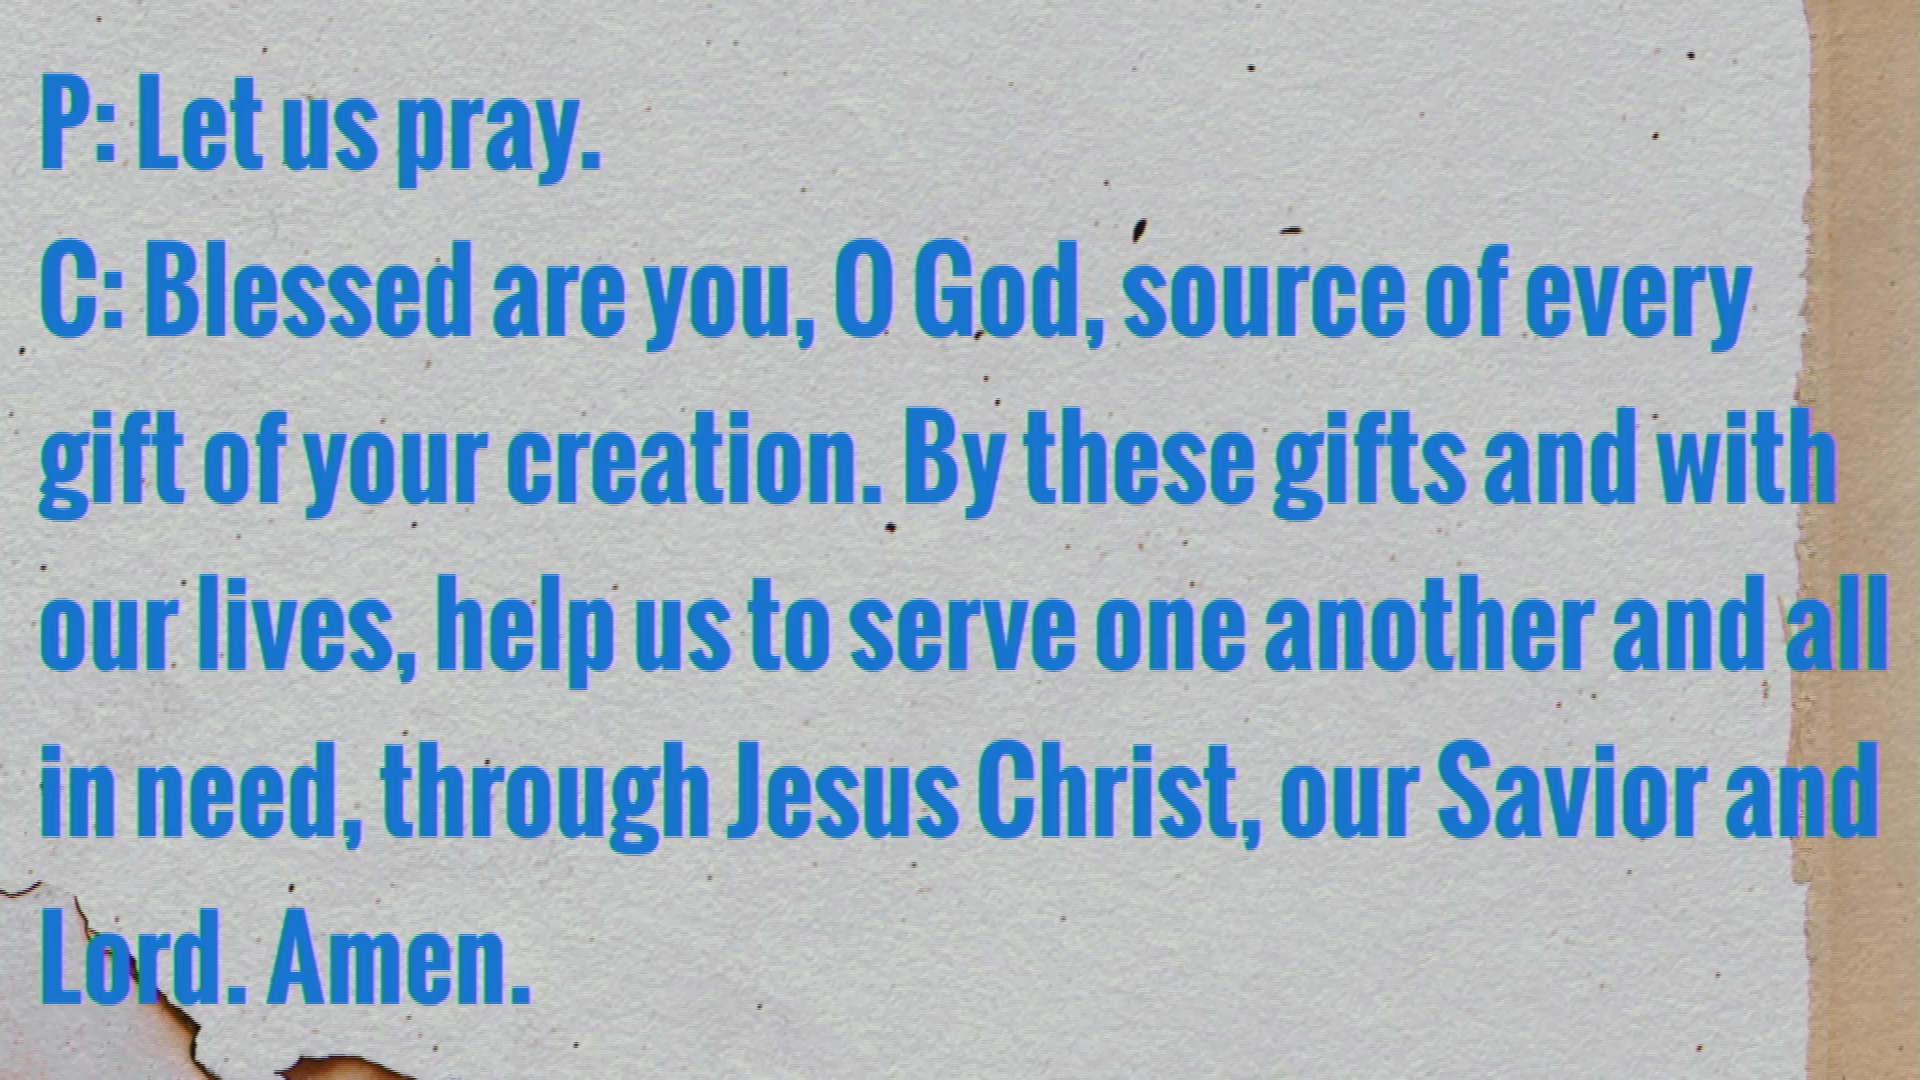 P: Let us pray.
C: Blessed are you, O God, source of every
gift of your creation. By these gifts and with
our lives, help us to serve one another and all
in need, through Jesus Christ, our Savior and
Lord. Amen.